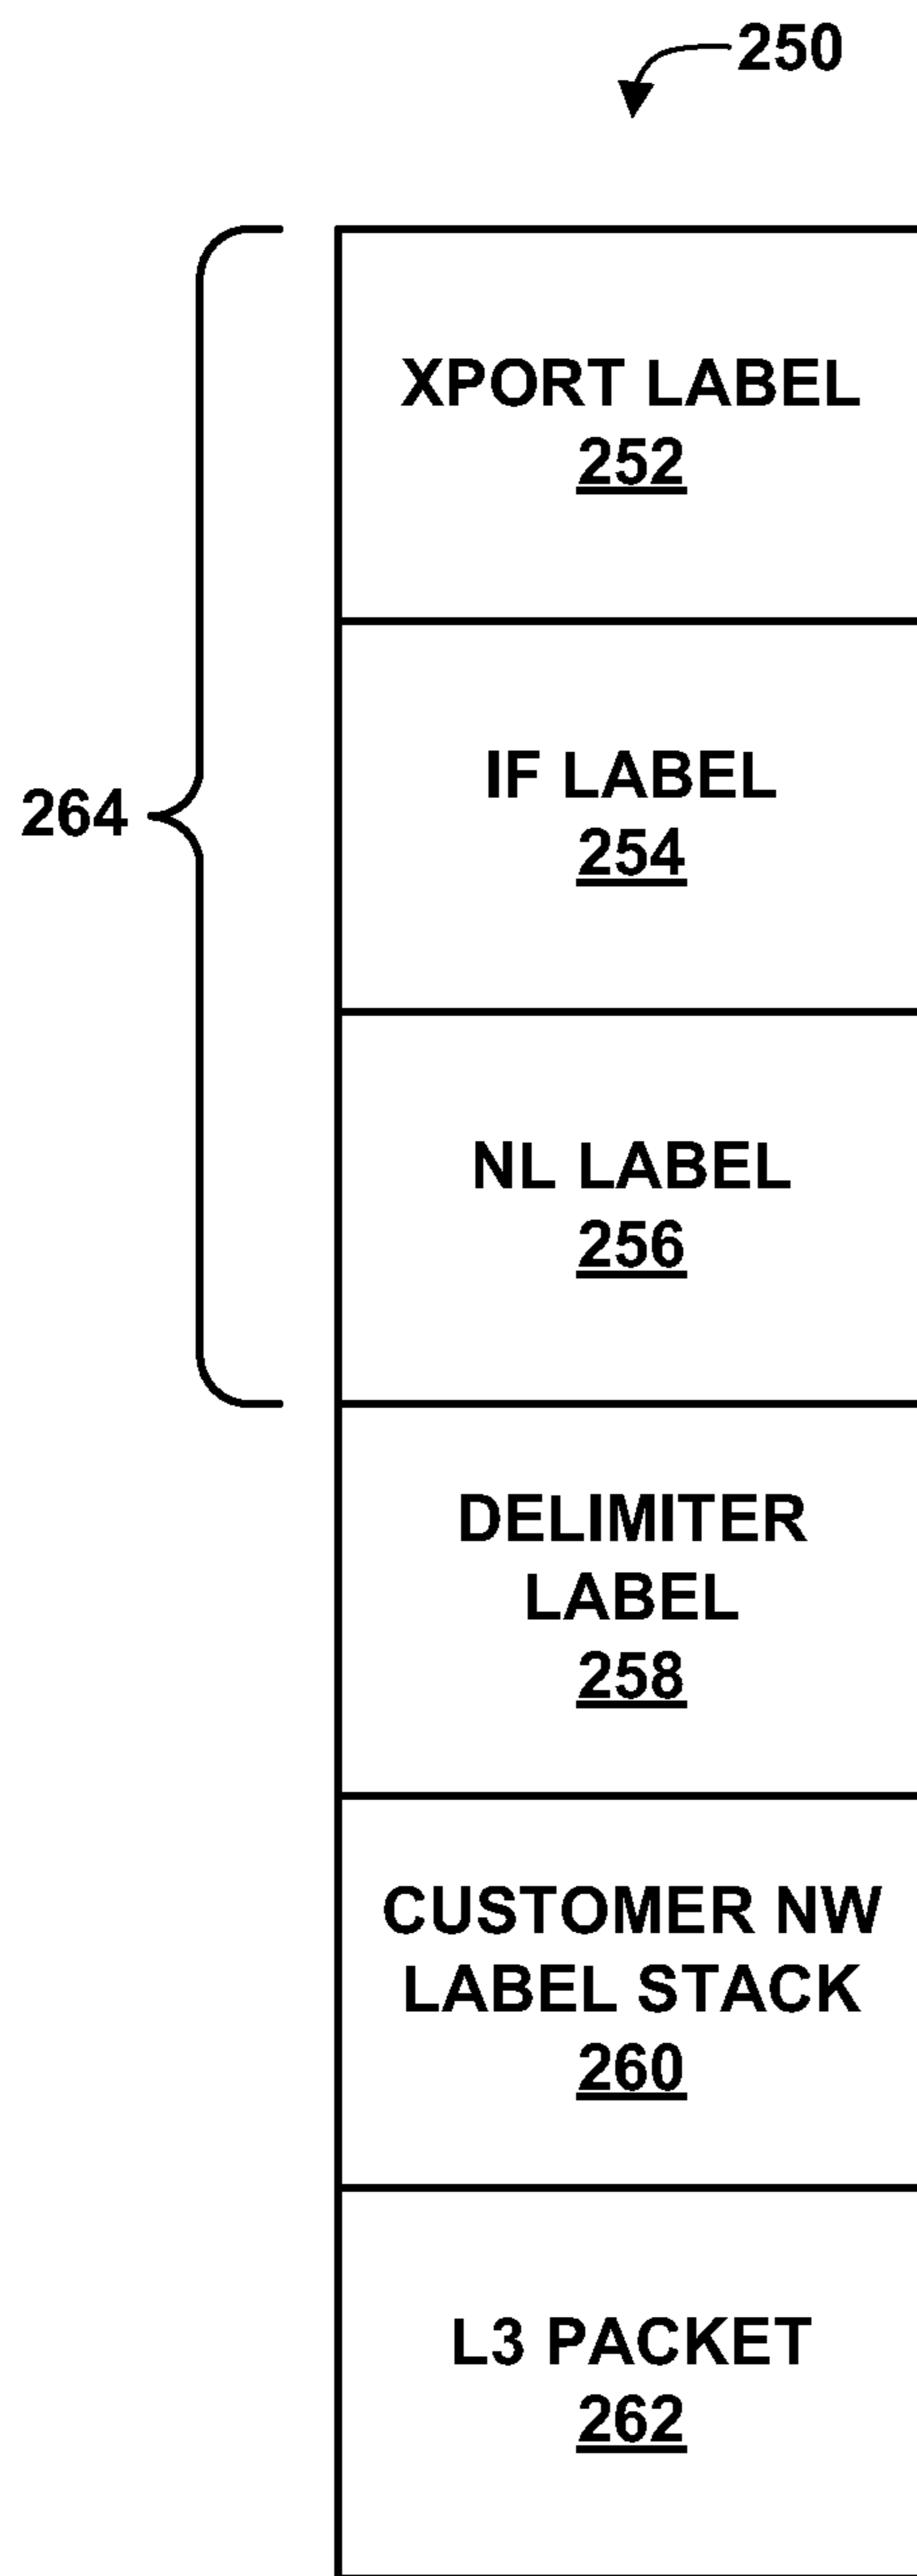 250
XPORT LABEL
252
IF LABEL
254
264
NL LABEL
256
DELIMITER
LABEL
258
CUSTOMER NW
LABEL STACK
260
L3 PACKET
262